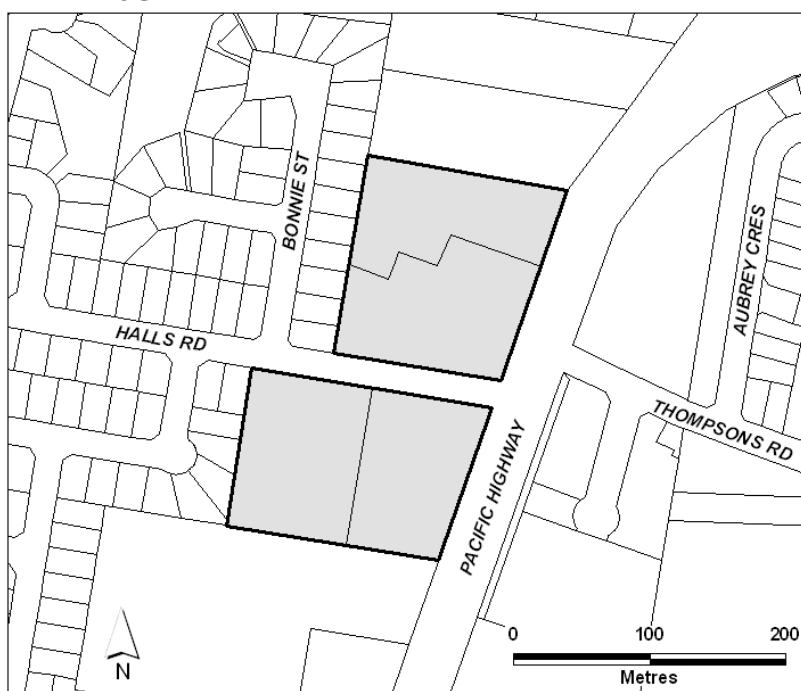 BONNIE ST
HALLS RD
AUBREY CRES
THOMPSONS RD
PACIFIC HIGHWAY
N
0 100 200
Metres